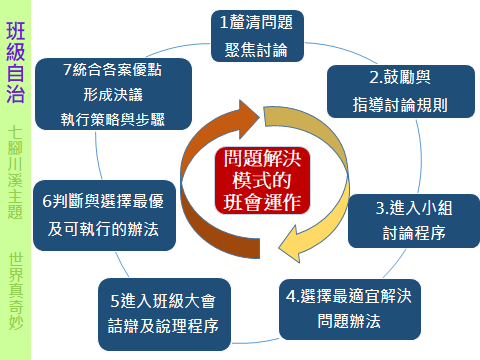 班級自治
七腳川溪主題
世界真奇妙
1釐清問題
聚焦討論
2.鼓勵與
指導討論規則
3.進入小組
討論程序
4.選擇最適宜解決
問題辦法
5進入班級大會
詰辯及說理程序
6判斷與選擇最優
及可執行的辦法
7統合各案優點
形成決議
執行策略與步驟
問題解決
模式的
班會運作